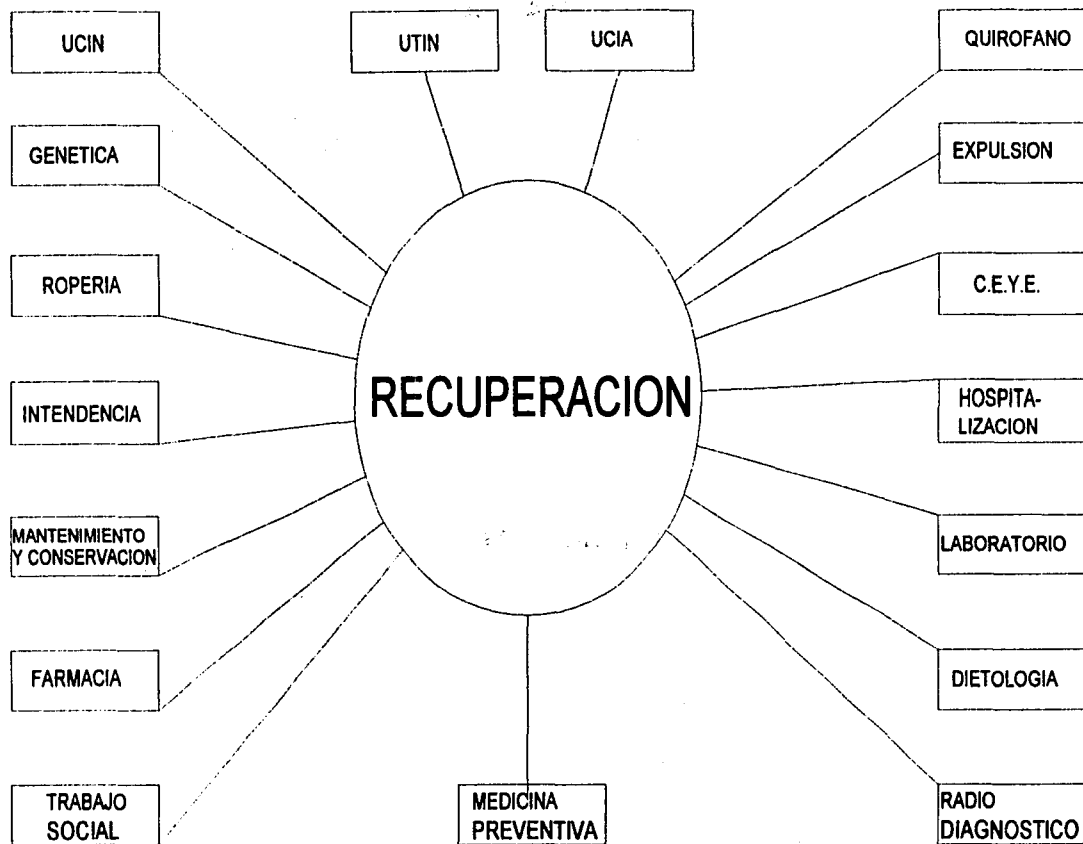 UCIN
UTIN
UCIA
QUIROFANO
GENETICA
EXPULSION
ROPERIA
C.E.Y.E.
RECUPERACION
INTENDENCIA
HOSPITA-
LIZACION
MANTENIMIENTO
Y CONSERVACION
LABORATORIO
FARMACIA
DIETOLOGIA
TRABAJO
SOCIAL
MEDICINA
PREVENTIVA
RADIO
DIAGNOSTICO